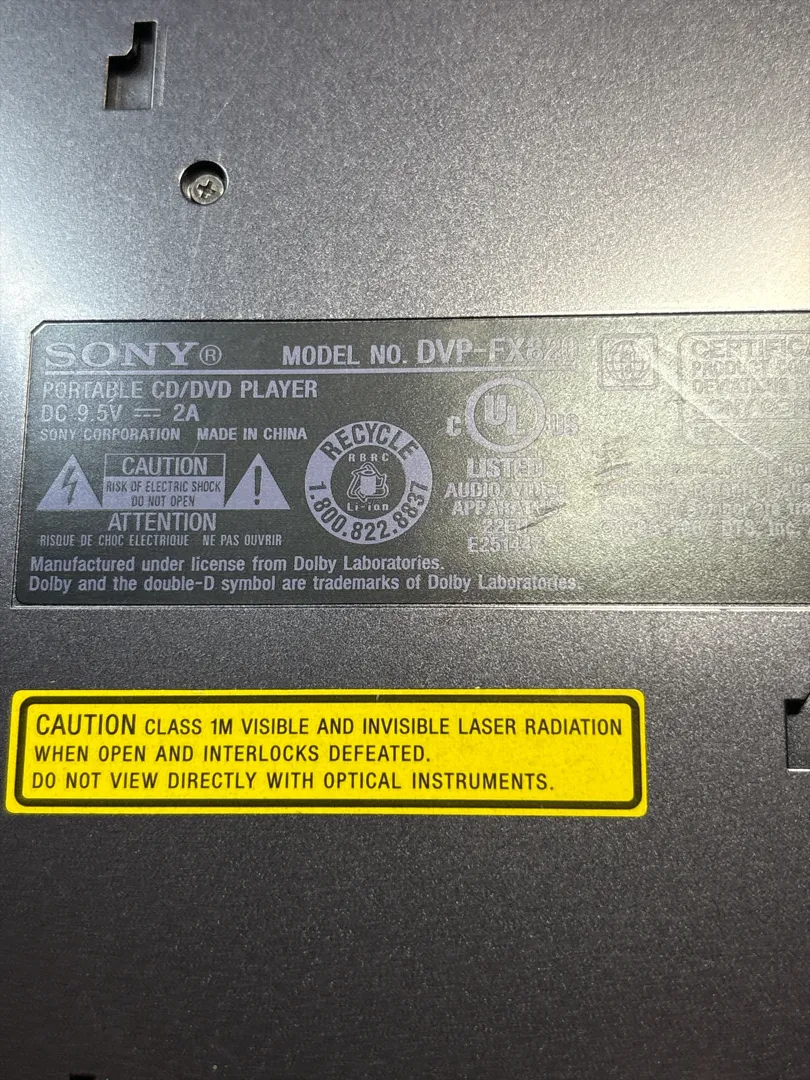 SONY®
MODEL NO. DVP-FX820
PORTABLE CD/DVD PLAYER
DC 9.5V ⎓ 2A
SONY CORPORATION MADE IN CHINA
CAUTION
RISK OF ELECTRIC SHOCK
DO NOT OPEN
ATTENTION
RISQUE DE CHOC ELECTRIQUE NE PAS OUVRIR
RECYCLE
RBRC
Li-ion
1.800.822.8837
C UL US
LISTED
AUDIO/VIDEO
E25144
Manufactured under license from Dolby Laboratories.
Dolby and the double-D symbol are trademarks of Dolby Laboratories.
CAUTION CLASS 1M VISIBLE AND INVISIBLE LASER RADIATION
WHEN OPEN AND INTERLOCKS DEFEATED.
DO NOT VIEW DIRECTLY WITH OPTICAL INSTRUMENTS.